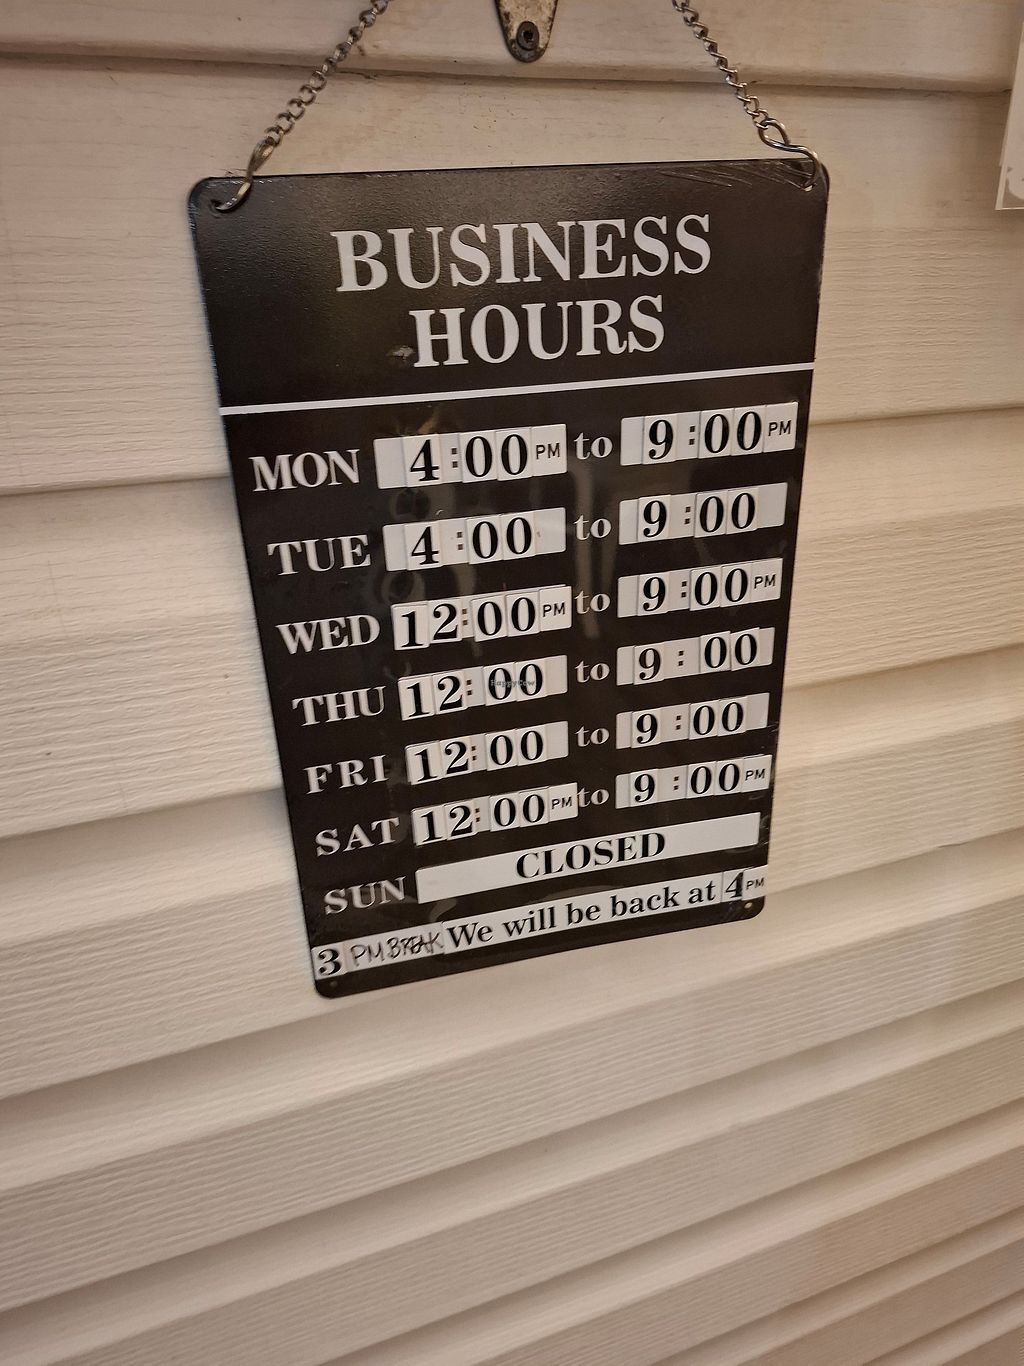 BUSINESS
HOURS
MON 4:00 PM to 9:00 PM
TUE 4:00 to 9:00
WED 12:00 PM to 9:00 PM
THU 12:00 to 9:00
HappyCow
FRI 12:00 to 9:00
SAT 12:00 PM to 9:00 PM
SUN CLOSED
3 PM BREAK We will be back at 4 PM